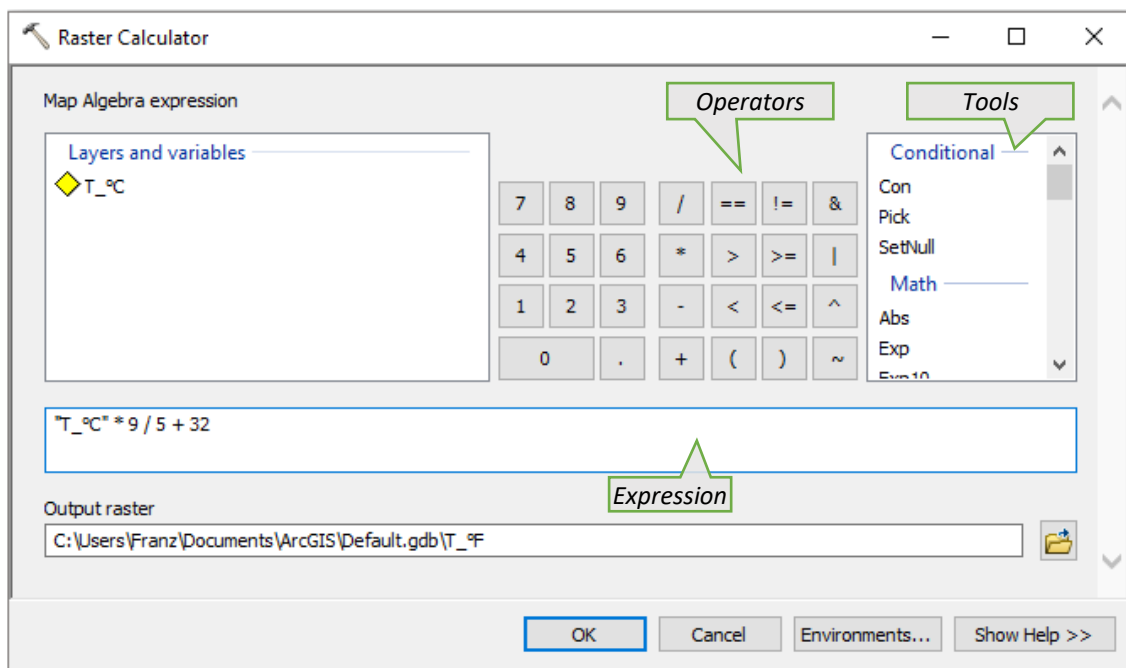 Raster Calculator
Map Algebra expression
Operators
Tools
Layers and variables
T_ºC
7 8 9 / == != &
4 5 6 * > >= |
1 2 3 - < <= ^
0 . + ( ) ~
Conditional
Con
Pick
SetNull
Math
Abs
Exp
Exp10
"T_ºC" * 9 / 5 + 32
Expression
Output raster
C:\Users\Franz\Documents\ArcGIS\Default.gdb\T_ºF
OK Cancel Environments... Show Help >>